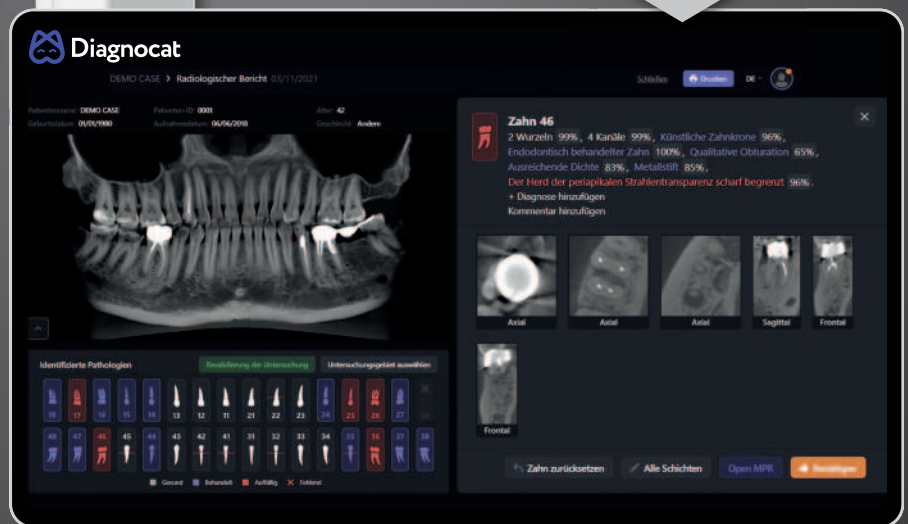 Diagnocat
DEMO CASE > Radiologischer Bericht 03/11/2021
Schließen
Drucken
DE
Patientenname: DEMO CASE Patienten-ID: 0001 Alter: 42
Geburtsdatum: 01/01/1980 Aufnahmedatum: 06/06/2018 Geschlecht: Andere
Zahn 46
2 Wurzeln 99%, 4 Kanäle 99%, Künstliche Zahnkrone 96%,
Endodontisch behandelter Zahn 100%, Qualitative Obturation 65%,
Ausreichende Dichte 83%, Metallstift 85%,
Der Herd der periapikalen Strahlentransparenz scharf begrenzt 96%.
+ Diagnose hinzufügen
Kommentar hinzufügen
Axial Axial Axial Sagittal Frontal
Frontal
Identifizierte Pathologien
Revalidierung der Untersuchung
Untersuchungsgebiet auswählen
17 16 15 14 13 12 11 21 22 23 24 25 26 27 28
48 47 46 45 44 43 42 41 31 32 33 34 35 36 37 38
Gesund Behandelt Auffällig Fehlend
Zahn zurücksetzen
Alle Schichten
Open MPR